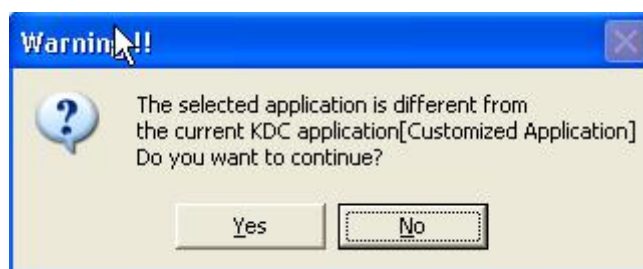 Warning!!
The selected application is different from
the current KDC application[Customized Application]
Do you want to continue?
Yes
No